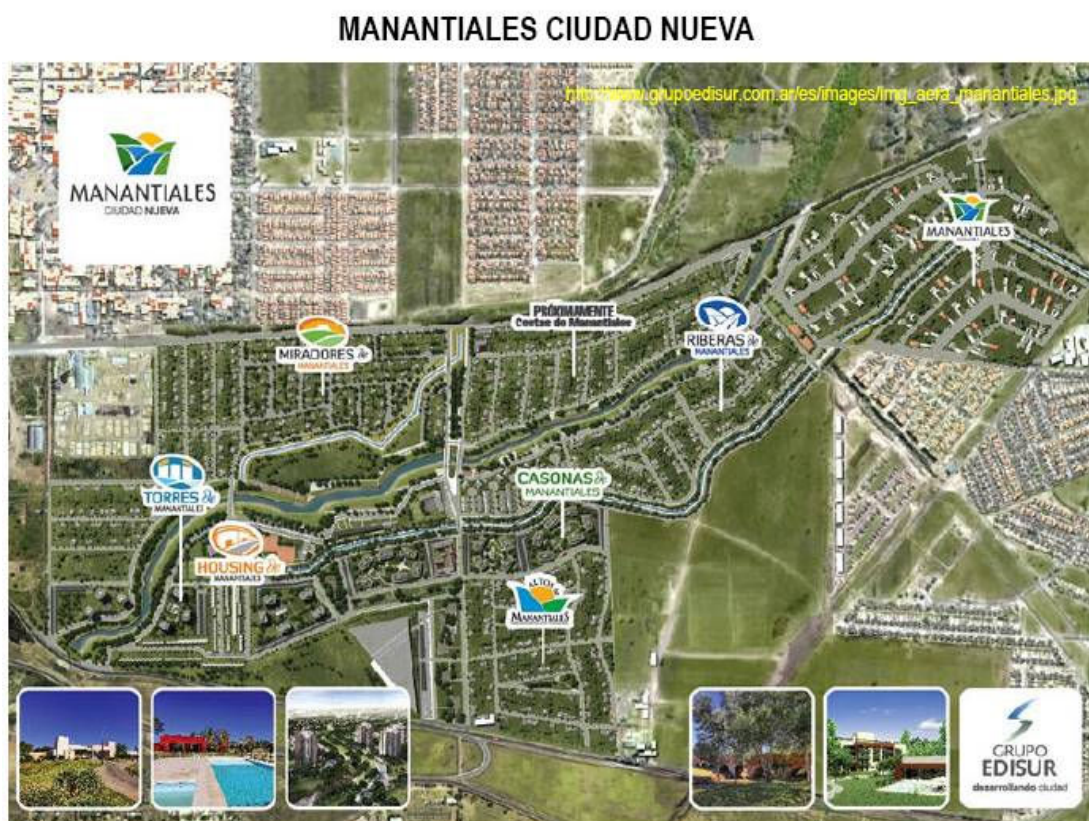 MANANTIALES CIUDAD NUEVA
http://www.grupoedisur.com.ar/es/images/img_aera_manantiales.jpg
MANANTIALES
CIUDAD NUEVA
MANANTIALES
PRÓXIMAMENTE
Costas de Manantiales
RIBERAS de
MANANTIALES
MIRADORES de
MANANTIALES
CASONAS de
MANANTIALES
TORRES de
MANANTIALES
HOUSING de
MANANTIALES
ALTOS de
MANANTIALES
GRUPO
EDISUR
desarrollando ciudad